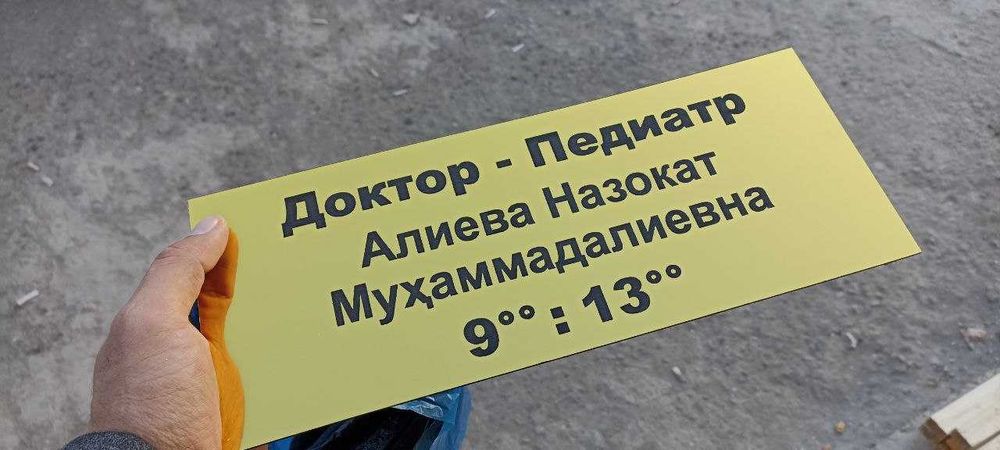 Доктор - Педиатр
Алиева Назокат
Муҳаммадалиевна
9°° : 13°°